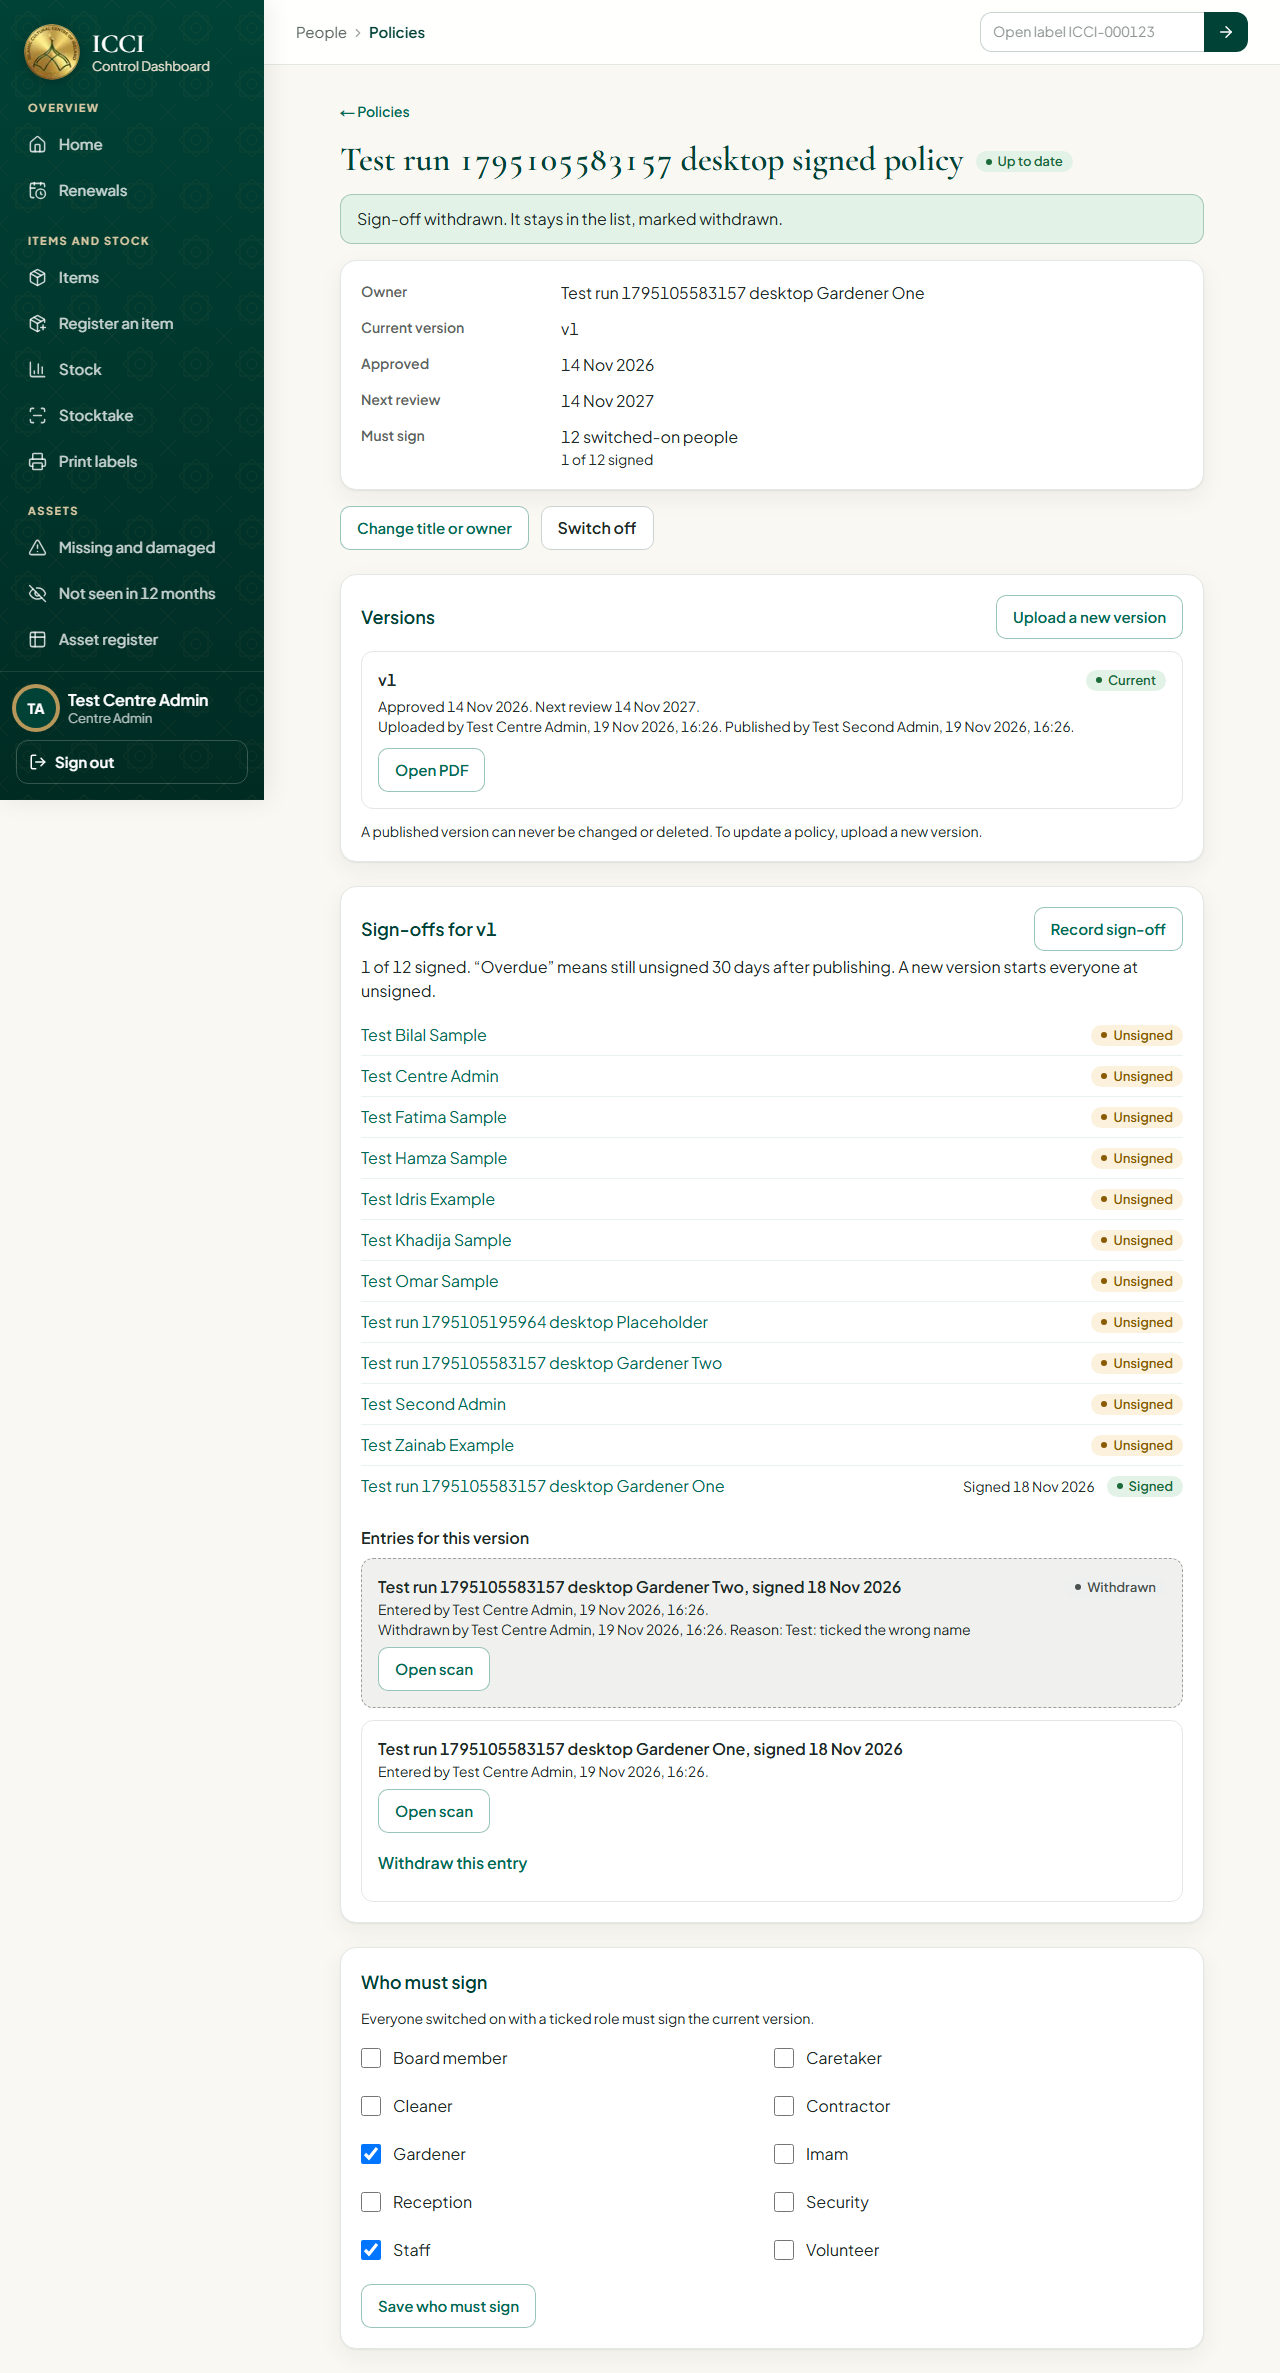 ICCI
Control Dashboard
OVERVIEW
Home
Renewals
ITEMS AND STOCK
Items
Register an item
Stock
Stocktake
Print labels
ASSETS
Missing and damaged
Not seen in 12 months
Asset register
TA
Test Centre Admin
Centre Admin
Sign out
People › Policies
Open label ICCI-000123
← Policies
Test run 1795105583157 desktop signed policy
Up to date
Sign-off withdrawn. It stays in the list, marked withdrawn.
Owner
Test run 1795105583157 desktop Gardener One
Current version
v1
Approved
14 Nov 2026
Next review
14 Nov 2027
Must sign
12 switched-on people
1 of 12 signed
Change title or owner
Switch off
Versions
Upload a new version
v1
Current
Approved 14 Nov 2026. Next review 14 Nov 2027.
Uploaded by Test Centre Admin, 19 Nov 2026, 16:26. Published by Test Second Admin, 19 Nov 2026, 16:26.
Open PDF
A published version can never be changed or deleted. To update a policy, upload a new version.
Sign-offs for v1
Record sign-off
1 of 12 signed. “Overdue” means still unsigned 30 days after publishing. A new version starts everyone at
unsigned.
Test Bilal Sample
Unsigned
Test Centre Admin
Unsigned
Test Fatima Sample
Unsigned
Test Hamza Sample
Unsigned
Test Idris Example
Unsigned
Test Khadija Sample
Unsigned
Test Omar Sample
Unsigned
Test run 1795105195964 desktop Placeholder
Unsigned
Test run 1795105583157 desktop Gardener Two
Unsigned
Test Second Admin
Unsigned
Test Zainab Example
Unsigned
Test run 1795105583157 desktop Gardener One
Signed 18 Nov 2026
Signed
Entries for this version
Test run 1795105583157 desktop Gardener Two, signed 18 Nov 2026
Withdrawn
Entered by Test Centre Admin, 19 Nov 2026, 16:26.
Withdrawn by Test Centre Admin, 19 Nov 2026, 16:26. Reason: Test: ticked the wrong name
Open scan
Test run 1795105583157 desktop Gardener One, signed 18 Nov 2026
Entered by Test Centre Admin, 19 Nov 2026, 16:26.
Open scan
Withdraw this entry
Who must sign
Everyone switched on with a ticked role must sign the current version.
Board member
Caretaker
Cleaner
Contractor
Gardener
Imam
Reception
Security
Staff
Volunteer
Save who must sign